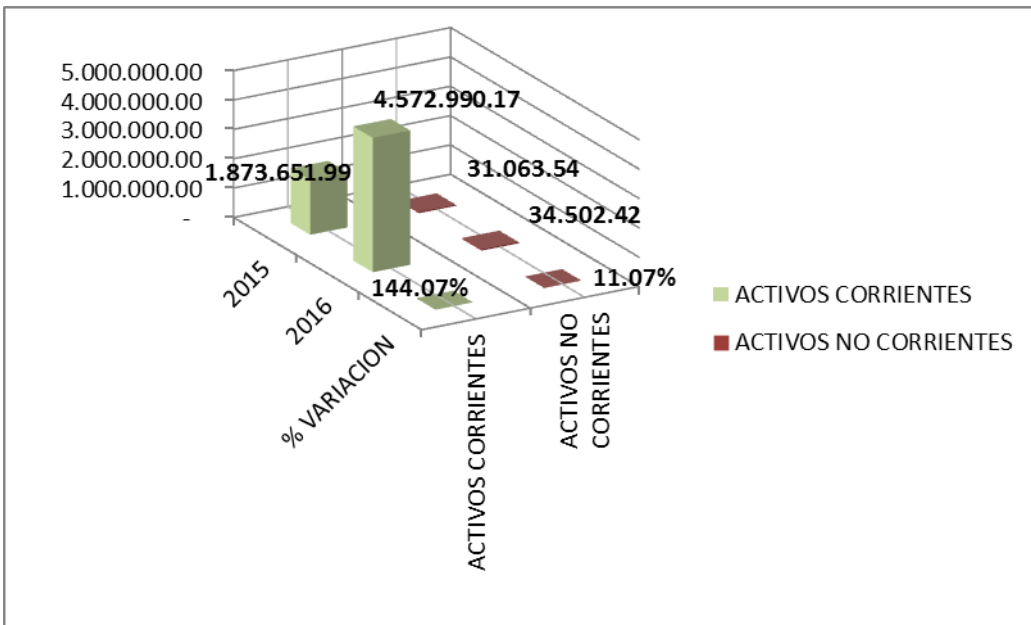 5.000.000.00
4.000.000.00
3.000.000.00
2.000.000.00
1.000.000.00
-
4.572.990.17
1.873.651.99
31.063.54
34.502.42
144.07%
11.07%
2015
2016
% VARIACION
ACTIVOS CORRIENTES
ACTIVOS NO
CORRIENTES
ACTIVOS CORRIENTES
ACTIVOS NO CORRIENTES